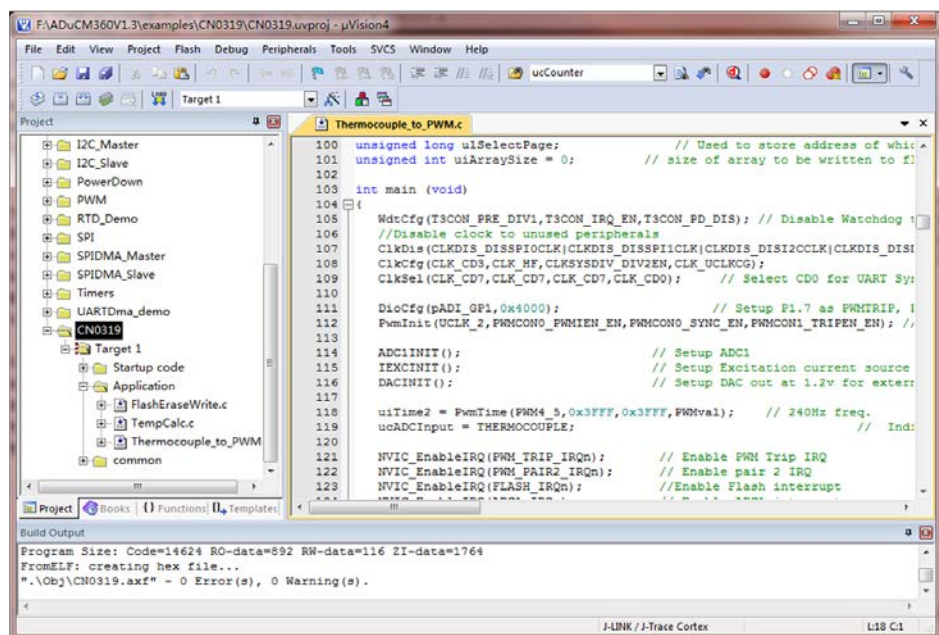 F:\ADuCM360V1.3\examples\CN0319\CN0319.uvproj - µVision4
File Edit View Project Flash Debug Peripherals Tools SVCS Window Help
ucCounter
Target 1
Project
I2C_Master
I2C_Slave
PowerDown
PWM
RTD_Demo
SPI
SPIDMA_Master
SPIDMA_Slave
Timers
UARTDma_demo
CN0319
Target 1
Startup code
Application
FlashEraseWrite.c
TempCalc.c
Thermocouple_to_PWM
common
Project Books {} Functions Templates
Thermocouple_to_PWM.c
100 unsigned long ulSelectPage; // Used to store address of whic
101 unsigned int uiArraySize = 0; // size of array to be written to fl
102
103 int main (void)
104 {
105 WdtCfg(T3CON_PRE_DIV1,T3CON_IRQ_EN,T3CON_PD_DIS); // Disable Watchdog t
106 //Disable clock to unused peripherals
107 ClkDis(CLKDIS_DISSPI0CLK|CLKDIS_DISSPI1CLK|CLKDIS_DISI2CCLK|CLKDIS_DISI
108 ClkCfg(CLK_CD3,CLK_HF,CLKSYSDIV_DIV2EN,CLK_UCLKCG);
109 ClkSel(CLK_CD7,CLK_CD7,CLK_CD7,CLK_CD0); // Select CD0 for UART Sys
110
111 DioCfg(pADI_GP1,0x4000); // Setup P1.7 as PWMTRIP,
112 PwmInit(UCLK_2,PWMCON0_PWMIEN_EN,PWMCON0_SYNC_EN,PWMCON1_TRIPEN_EN); //
113
114 ADC1INIT(); // Setup ADC1
115 IEXCINIT(); // Setup Excitation current source
116 DACINIT(); // Setup DAC out at 1.2v for extern
117
118 uiTime2 = PwmTime(PWM4_5,0x3FFF,0x3FFF,PWMval); // 240Hz freq.
119 ucADCInput = THERMOCOUPLE; // Indi
120
121 NVIC_EnableIRQ(PWM_TRIP_IRQn); // Enable PWM Trip IRQ
122 NVIC_EnableIRQ(PWM_PAIR2_IRQn); // Enable pair 2 IRQ
123 NVIC_EnableIRQ(FLASH_IRQn); //Enable Flash interrupt
Build Output
Program Size: Code=14624 RO-data=892 RW-data=116 ZI-data=1764
FromELF: creating hex file...
".\Obj\CN0319.axf" - 0 Error(s), 0 Warning(s).
J-LINK / J-Trace Cortex L:18 C:1